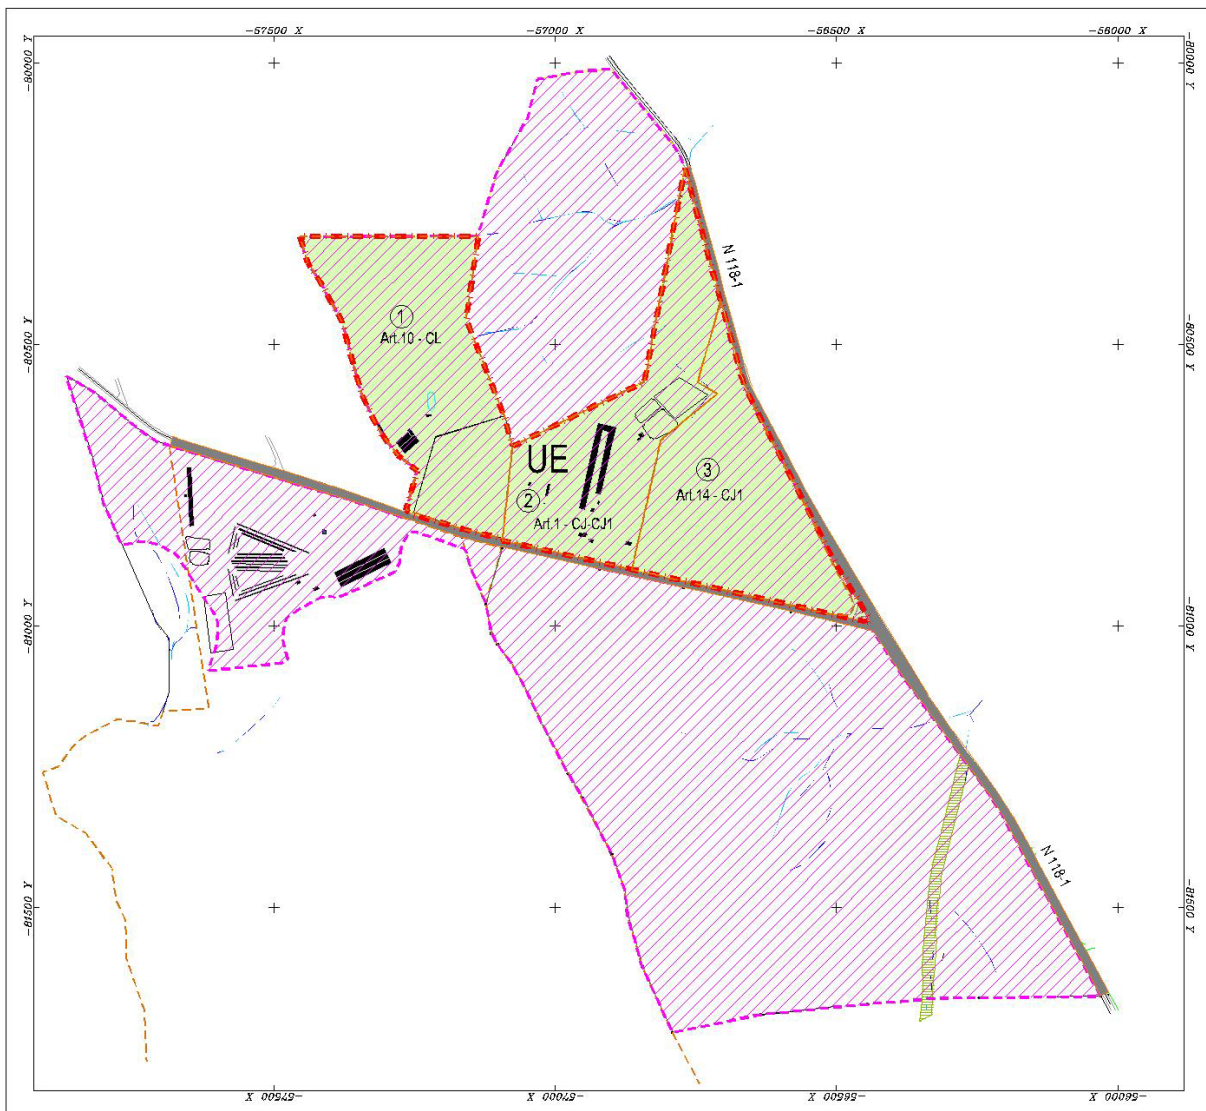 -57500 X
-57000 X
-56500 X
-56000 X
-80000 Y
-80000 Y
N 118-1
1
Art.10 - CL
-80500 Y
-80500 Y
UE
2
Art.1 - CJ-CJ1
3
Art.14 - CJ1
-81000 Y
-81000 Y
N 118-1
-81500 Y
-81500 Y
-57500 X
-57000 X
-56500 X
-56000 X